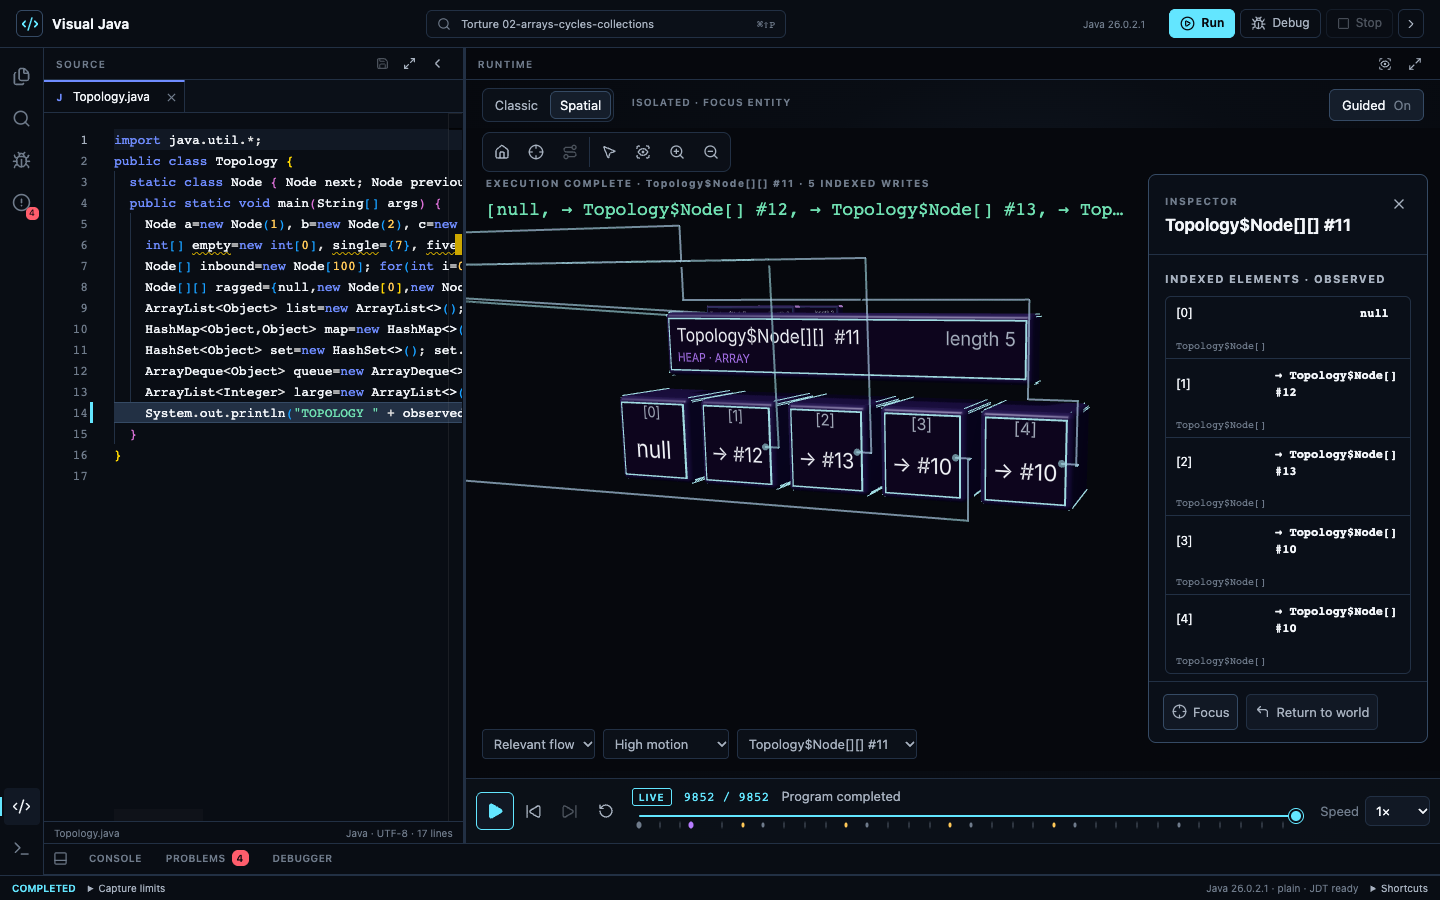 Visual Java
Torture 02-arrays-cycles-collections
⌘⇧P
Java 26.0.2.1
Run
Debug
Stop
SOURCE
J Topology.java
1 import java.util.*;
2 public class Topology {
3 static class Node { Node next; Node previou
4 public static void main(String[] args) {
5 Node a=new Node(1), b=new Node(2), c=new
6 int[] empty=new int[0], single={7}, five
7 Node[] inbound=new Node[100]; for(int i=0
8 Node[][] ragged={null,new Node[0],new Nod
9 ArrayList<Object> list=new ArrayList<>();
10 HashMap<Object,Object> map=new HashMap<>(
11 HashSet<Object> set=new HashSet<>(); set.
12 ArrayDeque<Object> queue=new ArrayDeque<>
13 ArrayList<Integer> large=new ArrayList<>(
14 System.out.println("TOPOLOGY " + observed
15 }
16 }
17
Topology.java
Java · UTF-8 · 17 lines
RUNTIME
Classic
Spatial
ISOLATED · FOCUS ENTITY
Guided On
EXECUTION COMPLETE · Topology$Node[][] #11 · 5 INDEXED WRITES
[null, → Topology$Node[] #12, → Topology$Node[] #13, → Top…
Topology$Node[][] #11
length 5
HEAP · ARRAY
[0]
null
[1]
→ #12
[2]
→ #13
[3]
→ #10
[4]
→ #10
INSPECTOR
Topology$Node[][] #11
INDEXED ELEMENTS · OBSERVED
[0] null
Topology$Node[]
[1] → Topology$Node[]
#12
Topology$Node[]
[2] → Topology$Node[]
#13
Topology$Node[]
[3] → Topology$Node[]
#10
Topology$Node[]
[4] → Topology$Node[]
#10
Topology$Node[]
Focus
Return to world
Relevant flow
High motion
Topology$Node[][] #11
LIVE 9852 / 9852 Program completed
Speed 1×
CONSOLE
PROBLEMS 4
DEBUGGER
4
COMPLETED
Capture limits
Java 26.0.2.1 · plain · JDT ready
Shortcuts